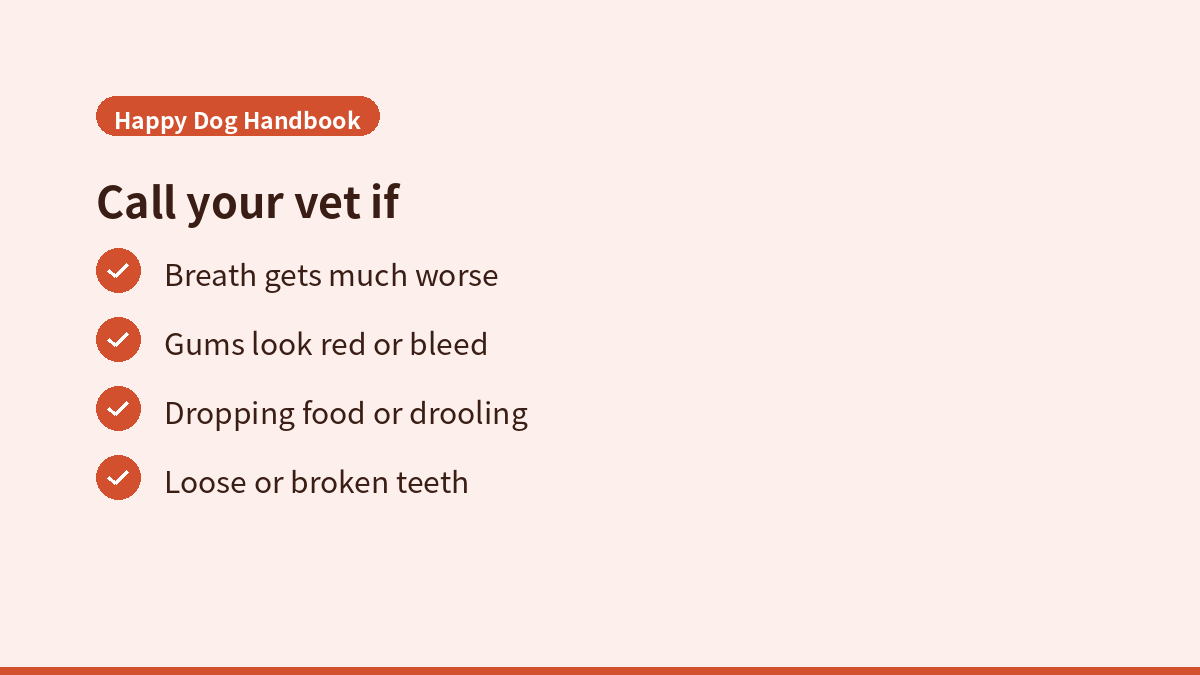 Happy Dog Handbook
Call your vet if
Breath gets much worse
Gums look red or bleed
Dropping food or drooling
Loose or broken teeth